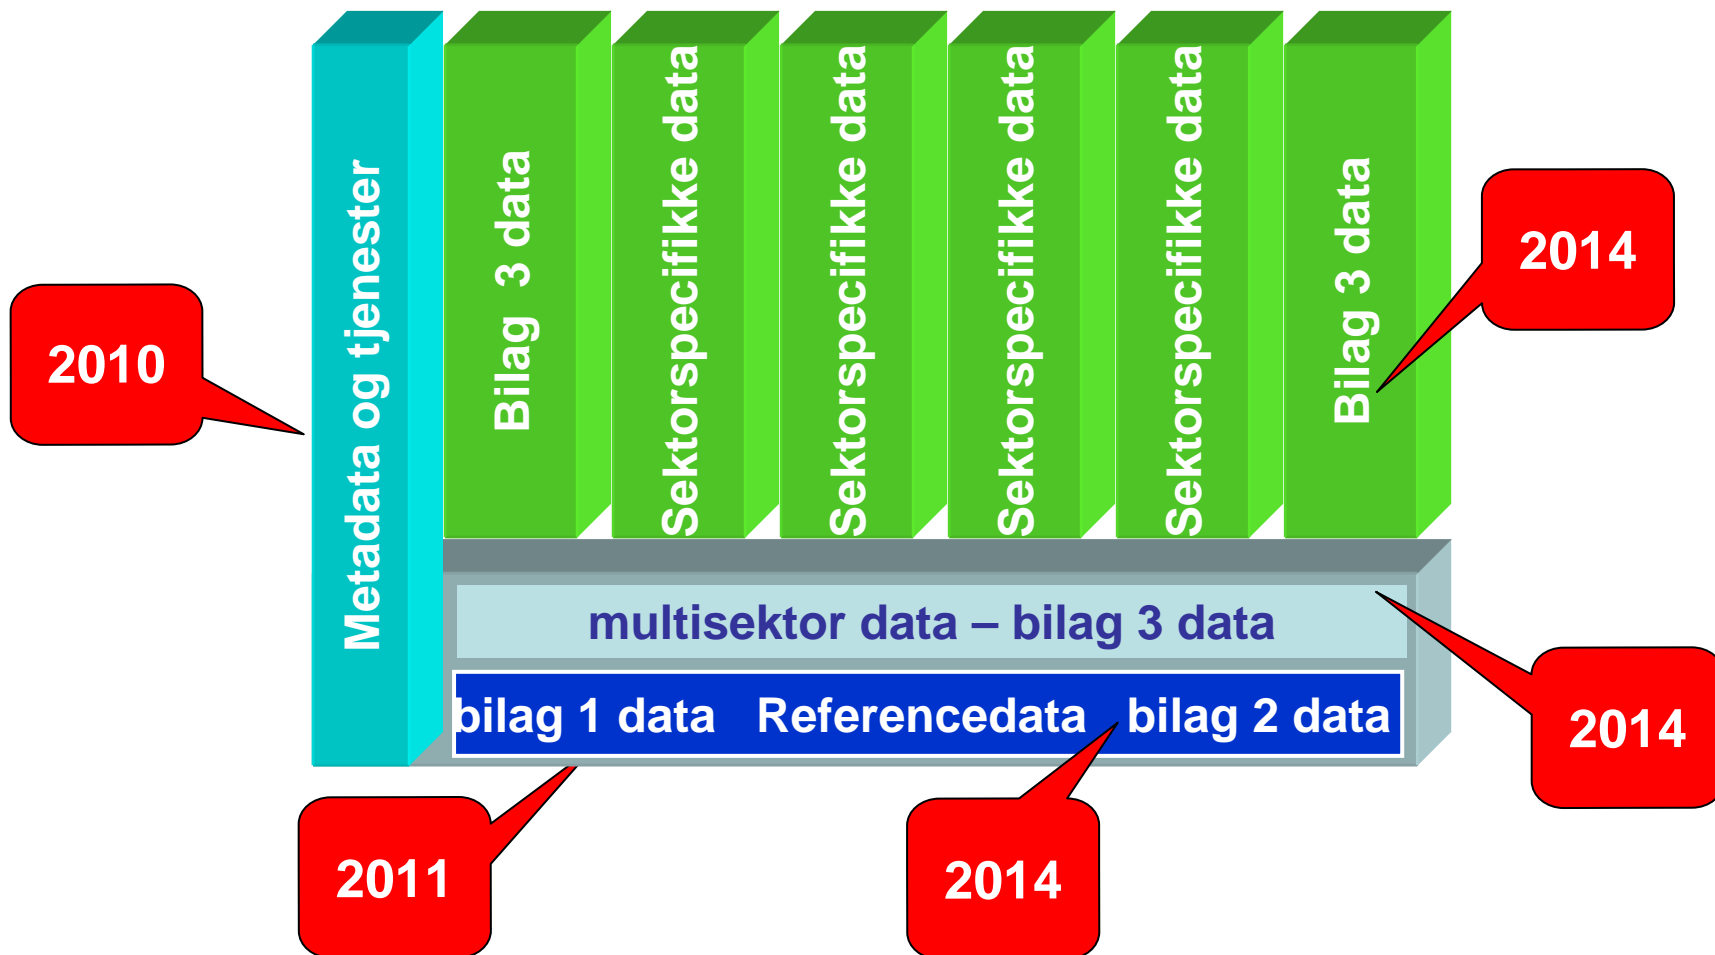 2010
Metadata og tjenester
Bilag 3 data
Sektorspecifikke data
Sektorspecifikke data
Sektorspecifikke data
Sektorspecifikke data
Bilag 3 data
2014
multisektor data – bilag 3 data
bilag 1 data Referencedata bilag 2 data
2014
2011
2014